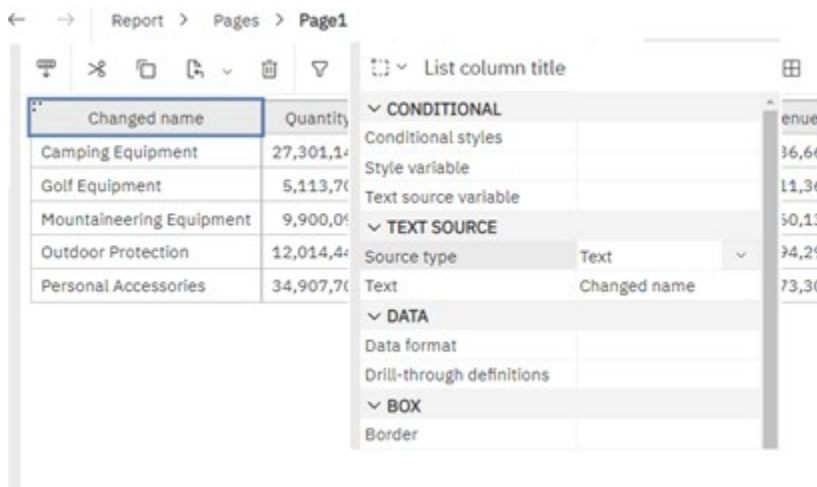 Report > Pages > Page1
List column title
Changed name Quantity
Camping Equipment
Golf Equipment
Mountaineering Equipment
Outdoor Protection
Personal Accessories
CONDITIONAL
Conditional styles
Style variable
Text source variable
TEXT SOURCE
Source type Text
Text Changed name
DATA
Data format
Drill-through definitions
BOX
Border